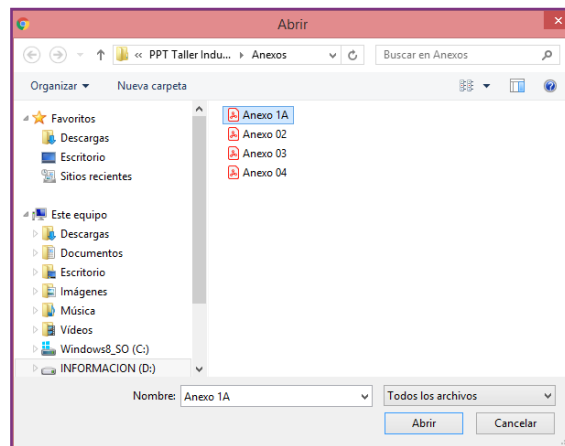 Abrir
« PPT Taller Indu... Anexos Buscar en Anexos
Organizar Nueva carpeta
Favoritos
Descargas
Escritorio
Sitios recientes
Este equipo
Descargas
Documentos
Escritorio
Imágenes
Música
Vídeos
Windows8_SO (C:)
INFORMACION (D:)
Anexo 1A
Anexo 02
Anexo 03
Anexo 04
Nombre: Anexo 1A Todos los archivos
Abrir Cancelar